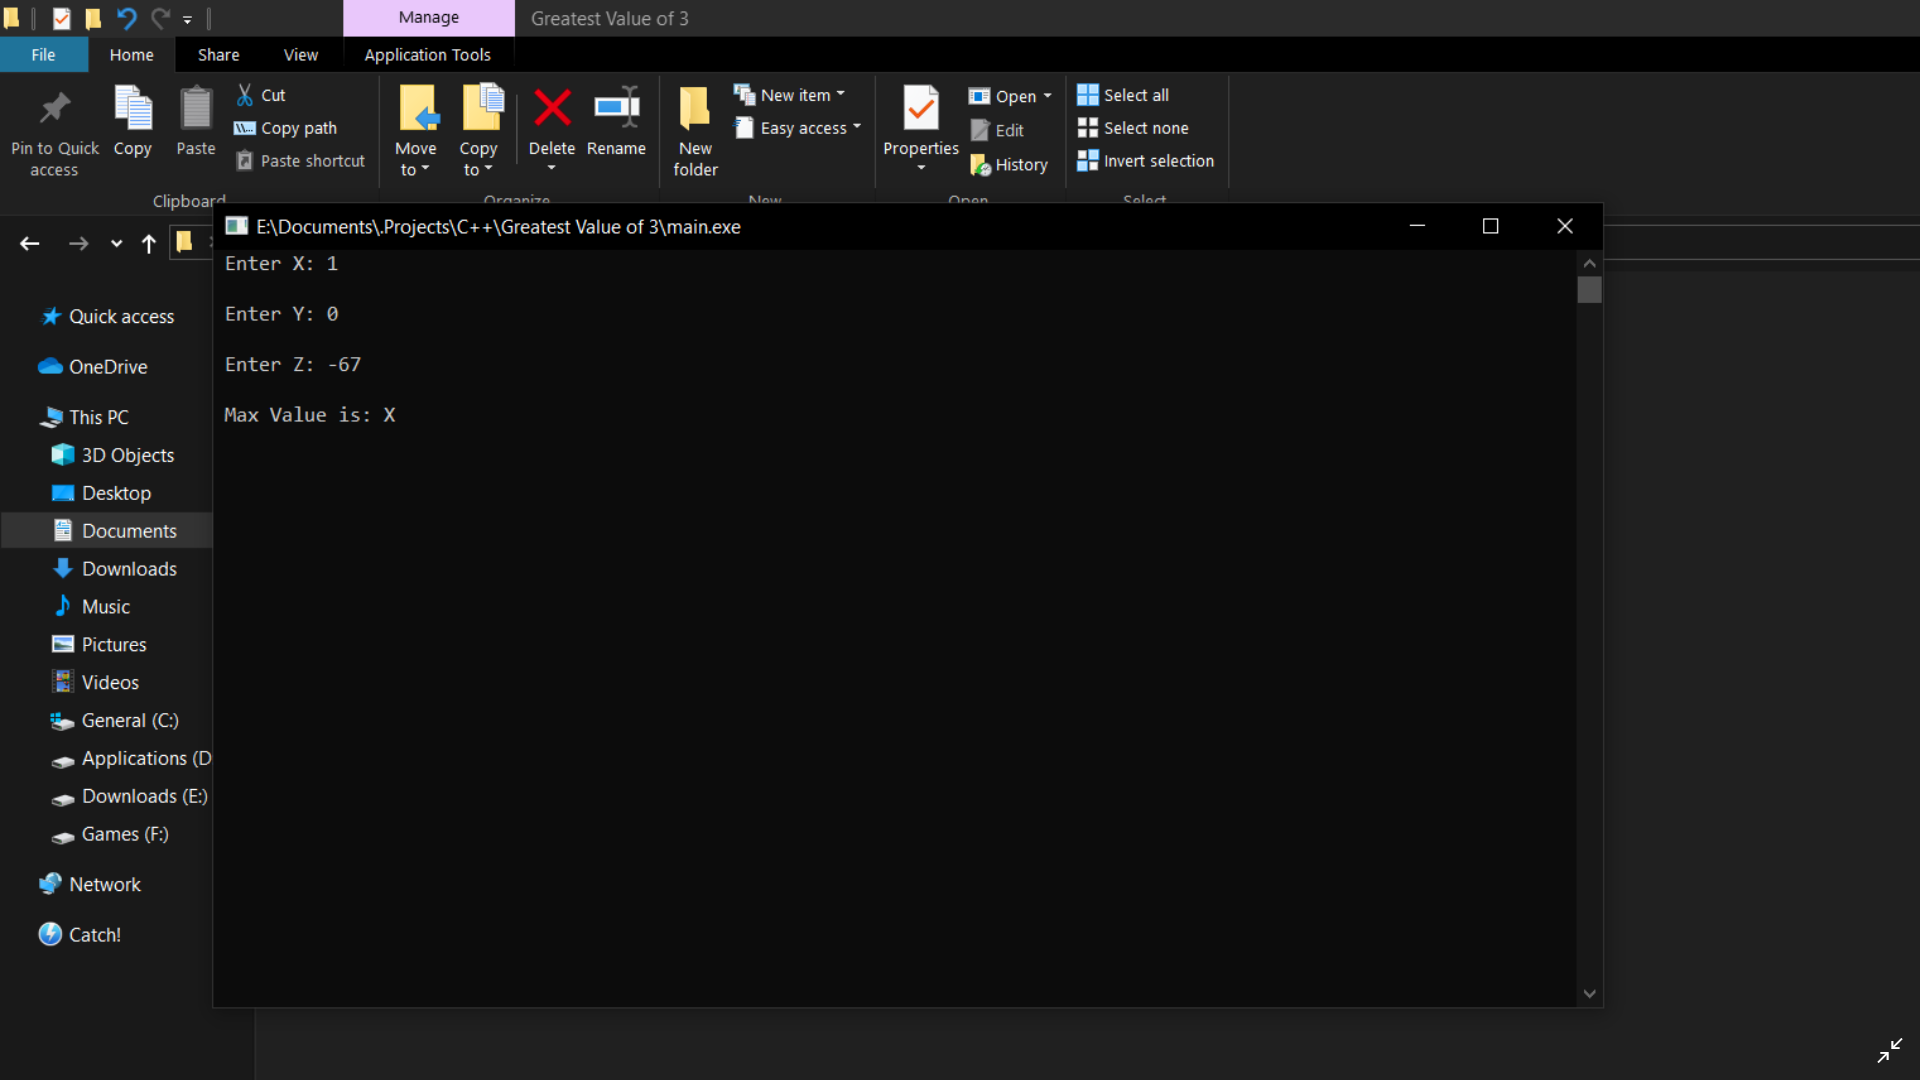 Manage
Greatest Value of 3
File
Home
Share
View
Application Tools
Pin to Quick
access
Copy
Paste
Cut
Copy path
Paste shortcut
Clipboard
Move
to
Copy
to
Delete
Rename
Organize
New
folder
New item
Easy access
New
Properties
Open
Edit
History
Open
Select all
Select none
Invert selection
Select
E:\Documents\.Projects\C++\Greatest Value of 3\main.exe
Enter X: 1
Enter Y: 0
Enter Z: -67
Max Value is: X
Quick access
OneDrive
This PC
3D Objects
Desktop
Documents
Downloads
Music
Pictures
Videos
General (C:)
Applications (D
Downloads (E:)
Games (F:)
Network
Catch!